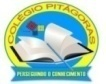 COLÉGIO PITÁGORAS
PERSEGUINDO O CONHECIMENTO